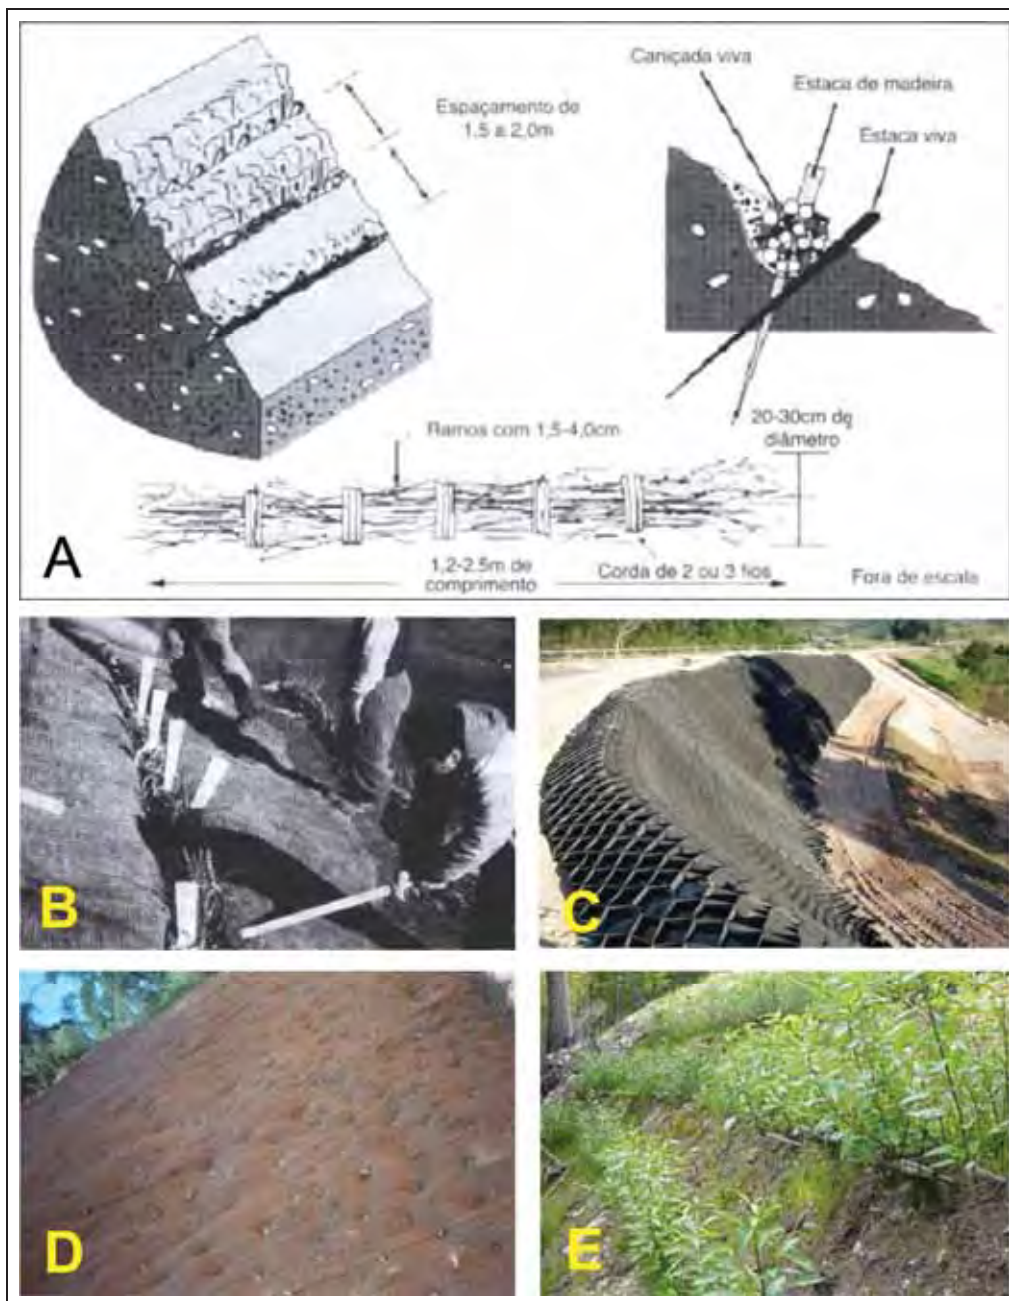 Espaçamento de
1,5 a 2,0m
Caniçada viva
Estaca de madeira
Estaca viva
Ramos com 1,5-4,0cm
20-30cm de
diâmetro
1,2-2.5m de
comprimento
Corda de 2 ou 3 fios
Fora de escala
A
B
C
D
E